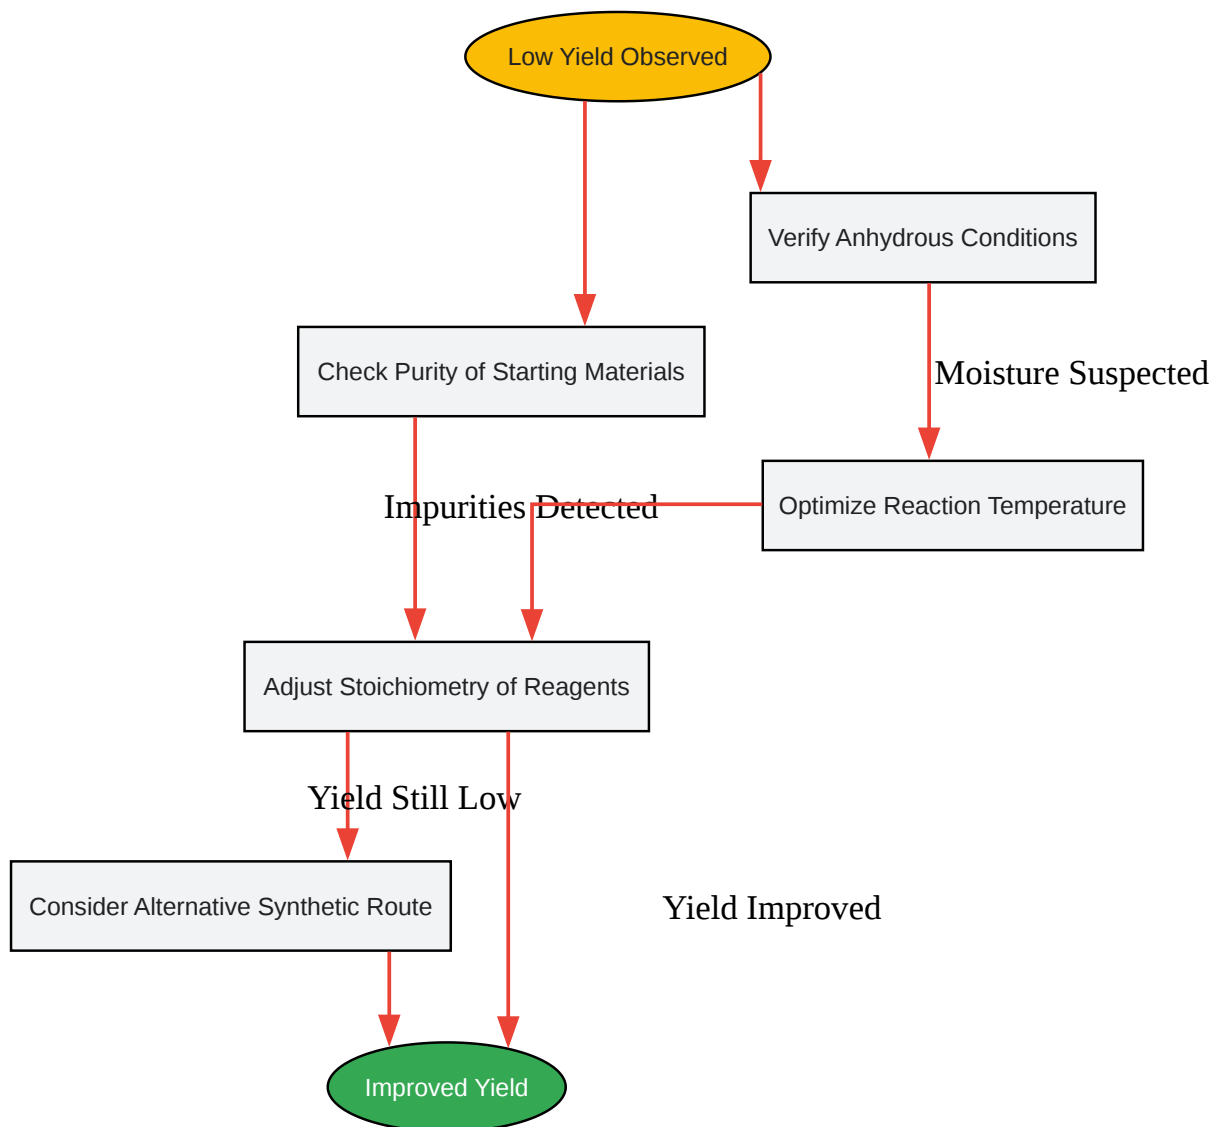 Low Yield Observed
Verify Anhydrous Conditions
Check Purity of Starting Materials
Moisture Suspected
Impurities Detected
Optimize Reaction Temperature
Adjust Stoichiometry of Reagents
Yield Still Low
Consider Alternative Synthetic Route
Yield Improved
Improved Yield